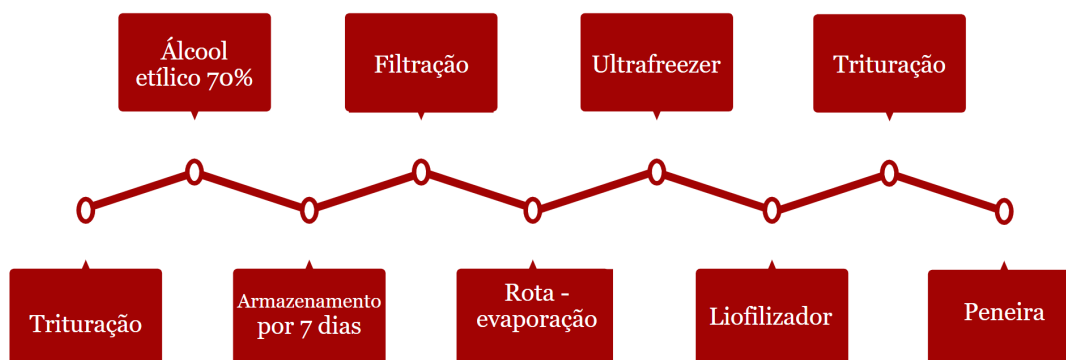 Álcool
etílico 70%
Filtração
Ultrafreezer
Trituração
Trituração
Armazenamento
por 7 dias
Rota -
evaporação
Liofilizador
Peneira